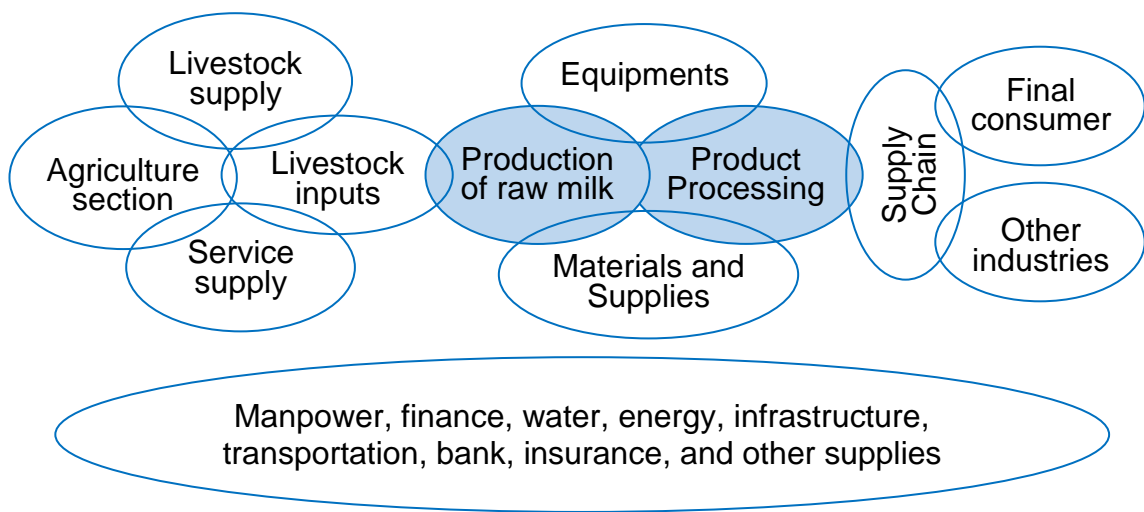 Livestock
supply
Agriculture
section
Livestock
inputs
Service
supply
Equipments
Production
of raw milk
Product
Processing
Materials and
Supplies
Supply
Chain
Final
consumer
Other
industries
Manpower, finance, water, energy, infrastructure,
transportation, bank, insurance, and other supplies